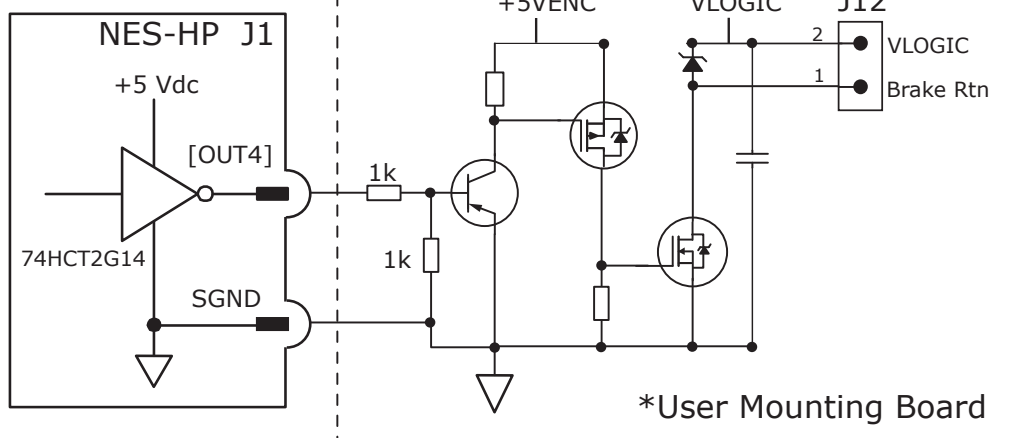 NES-HP J1
+5 Vdc
[OUT4]
74HCT2G14
SGND
1k
1k
+5VENC
VLOGIC
J12
2
VLOGIC
1
Brake Rtn
*User Mounting Board